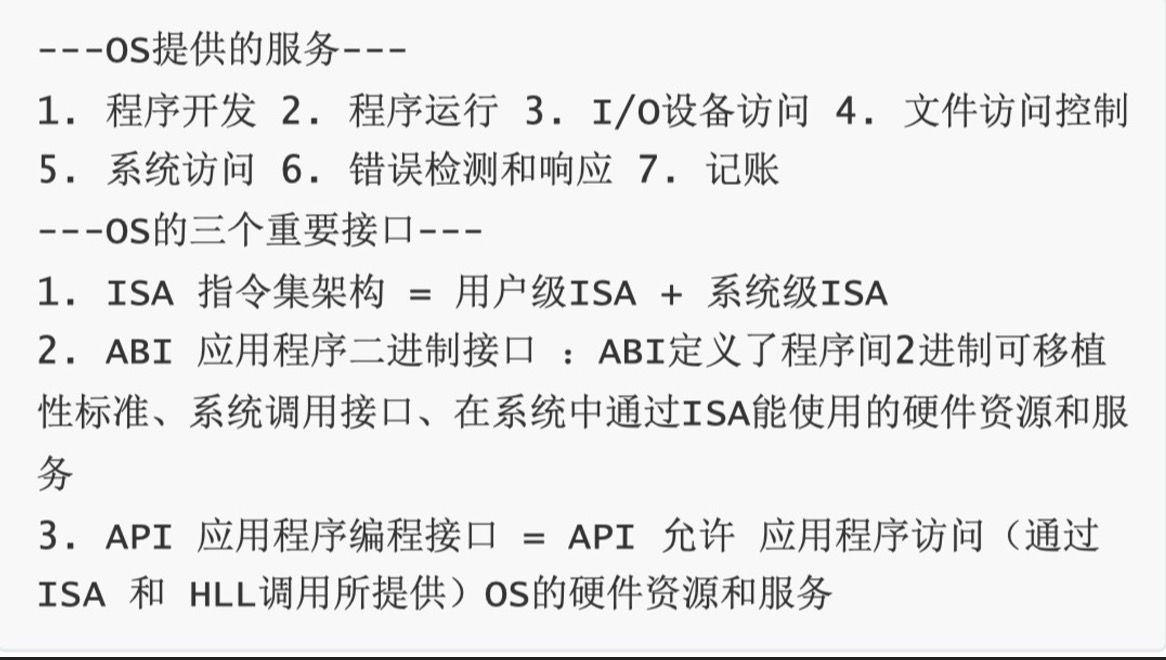 ---OS提供的服务---
1. 程序开发 2. 程序运行 3. I/O设备访问 4. 文件访问控制
5. 系统访问 6. 错误检测和响应 7. 记账
---OS的三个重要接口---
1. ISA 指令集架构 = 用户级ISA + 系统级ISA
2. ABI 应用程序二进制接口 : ABI定义了程序间2进制可移植
性标准、系统调用接口、在系统中通过ISA能使用的硬件资源和服
务
3. API 应用程序编程接口 = API 允许 应用程序访问（通过
ISA 和 HLL调用所提供）OS的硬件资源和服务